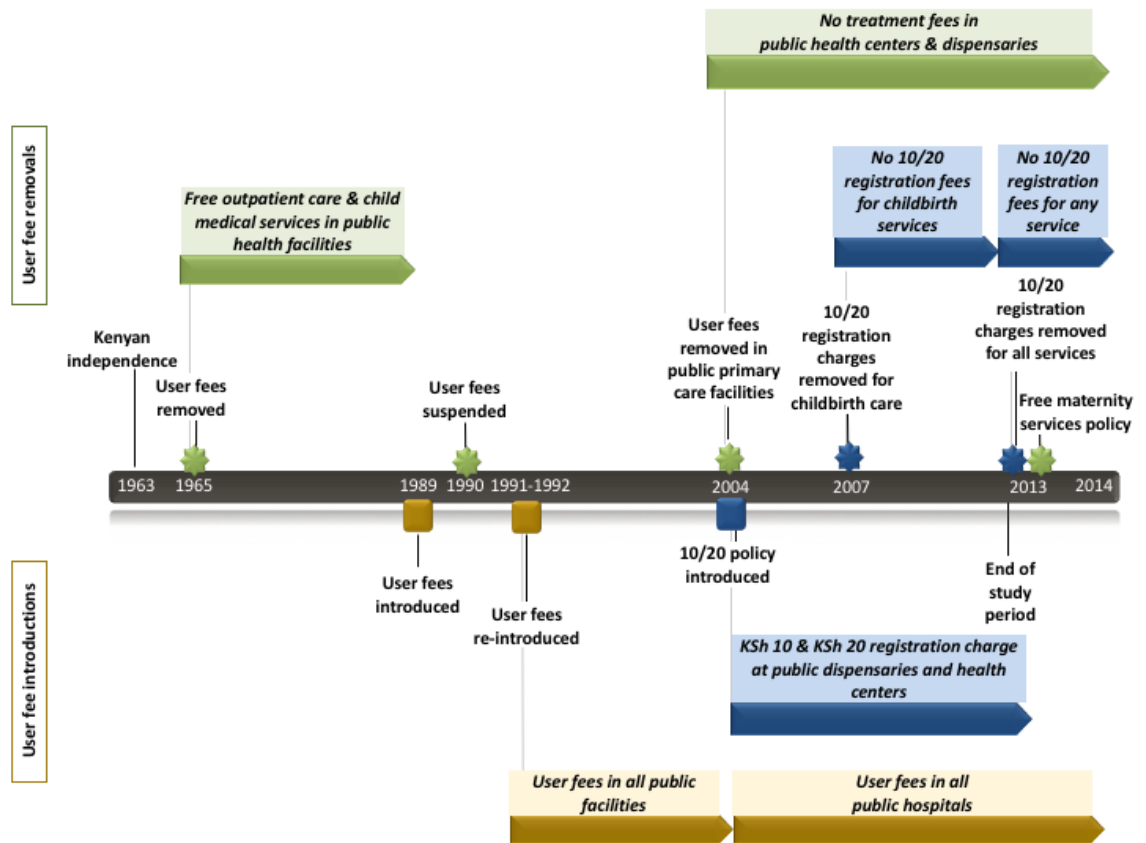 No treatment fees in
public health centers & dispensaries
User fee removals
No 10/20
registration fees
for childbirth
services
No 10/20
registration
fees for any
service
Free outpatient care & child
medical services in public
health facilities
Kenyan
independence
User fees
removed
User fees
suspended
User fees
removed in
public primary
care facilities
10/20
registration
charges
removed for
childbirth care
10/20
registration
charges removed
for all services
Free maternity
services policy
1963
1965
1989
1990
1991-1992
2004
2007
2013
2014
User fee introductions
User fees
introduced
User fees
re-introduced
10/20 policy
introduced
End of
study
period
KSh 10 & KSh 20 registration charge
at public dispensaries and health
centers
User fees in all public
facilities
User fees in all
public hospitals